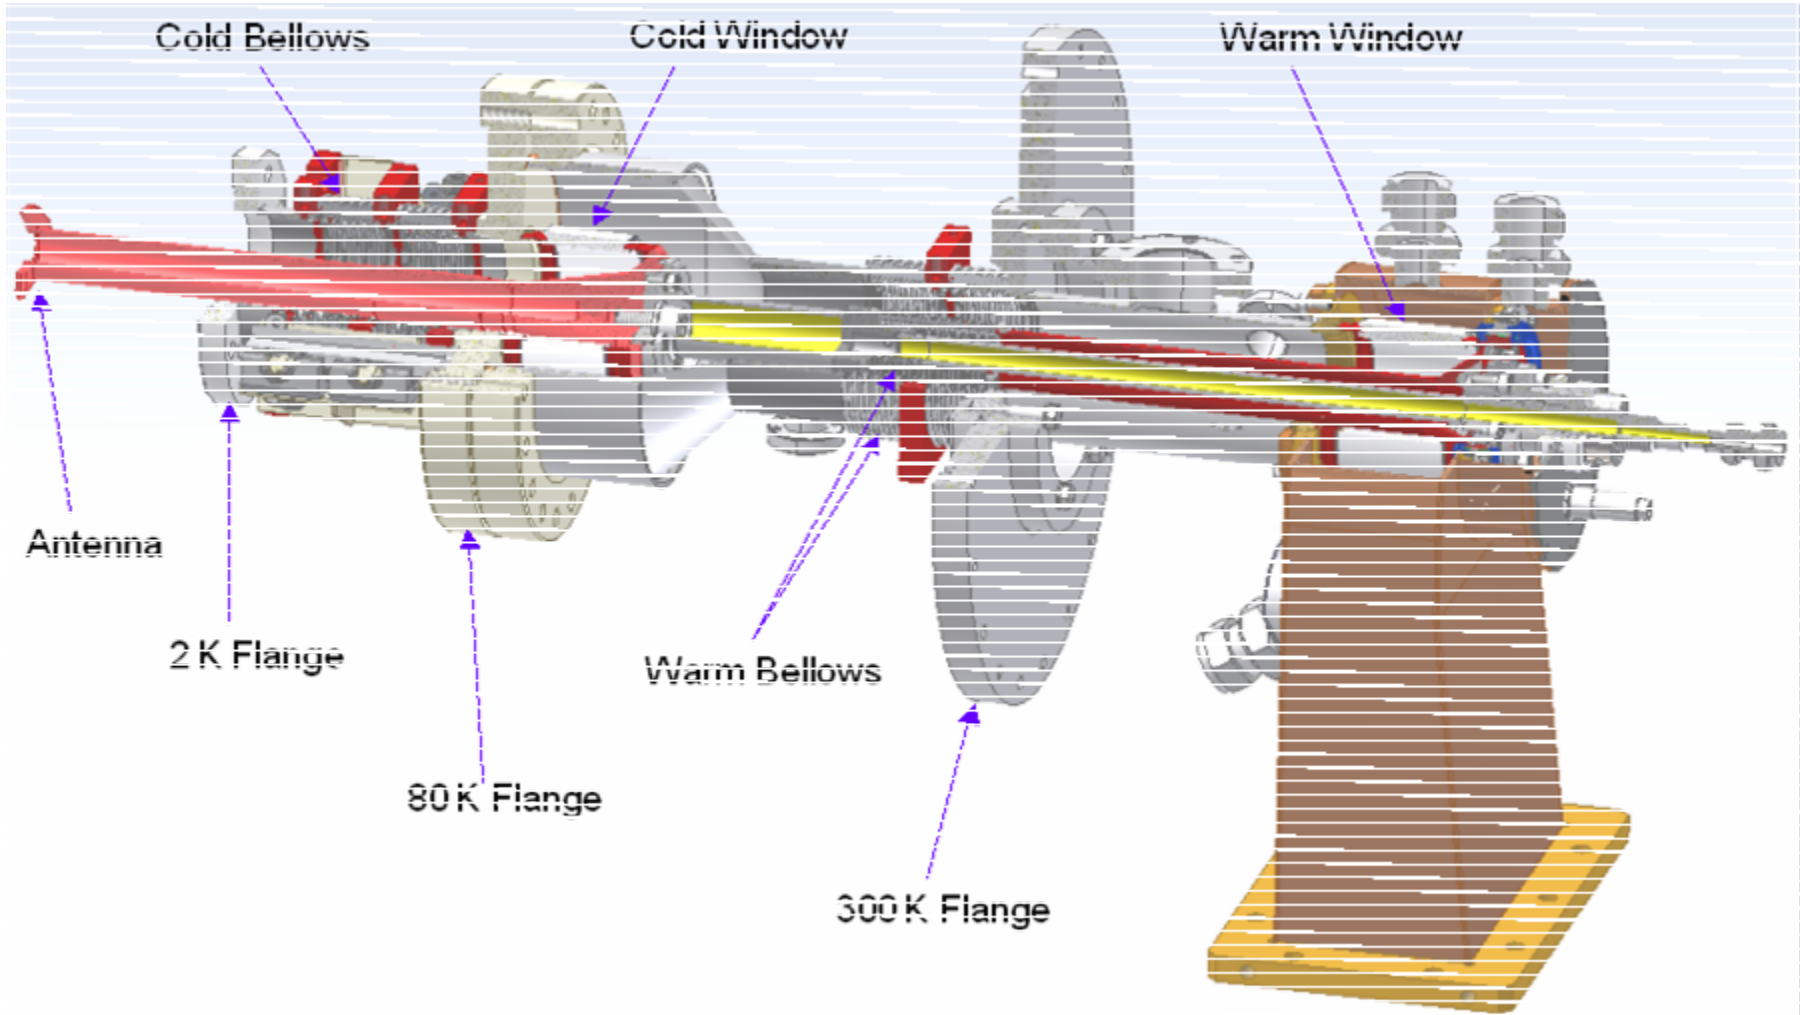 Cold Bellows
Cold Window
Warm Window
Antenna
2 K Flange
Warm Bellows
80 K Flange
300 K Flange